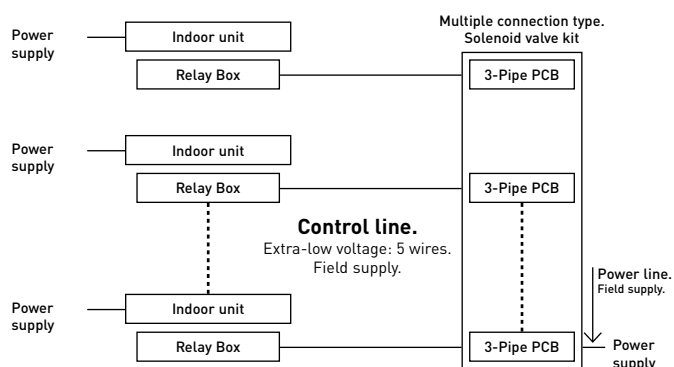 Multiple connection type.
Solenoid valve kit
Power
supply
Indoor unit
Relay Box
3-Pipe PCB
Power
supply
Indoor unit
Relay Box
3-Pipe PCB
Control line.
Extra-low voltage: 5 wires.
Field supply.
Power line.
Field supply.
Power
supply
Indoor unit
Relay Box
3-Pipe PCB
Power
supply